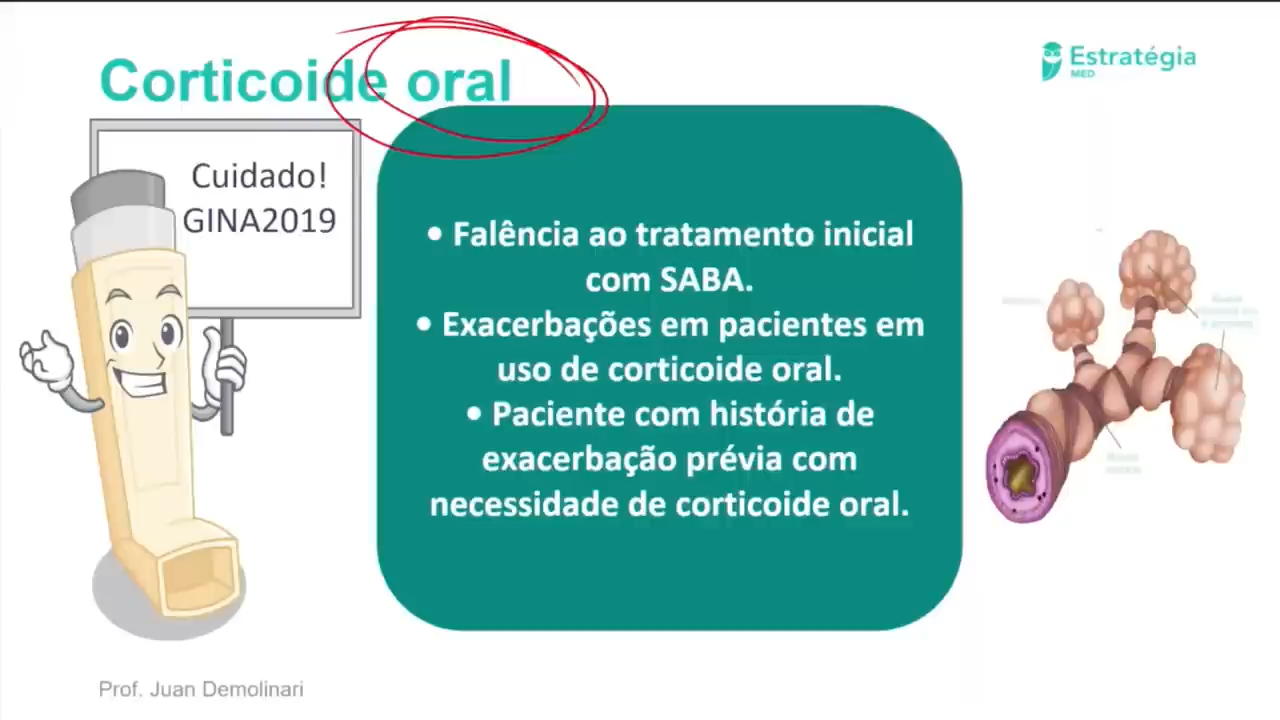 Corticoide oral
Estratégia
MED
Cuidado!
GINA2019
• Falência ao tratamento inicial
com SABA.
• Exacerbações em pacientes em
uso de corticoide oral.
• Paciente com história de
exacerbação prévia com
necessidade de corticoide oral.
Prof. Juan Demolinari